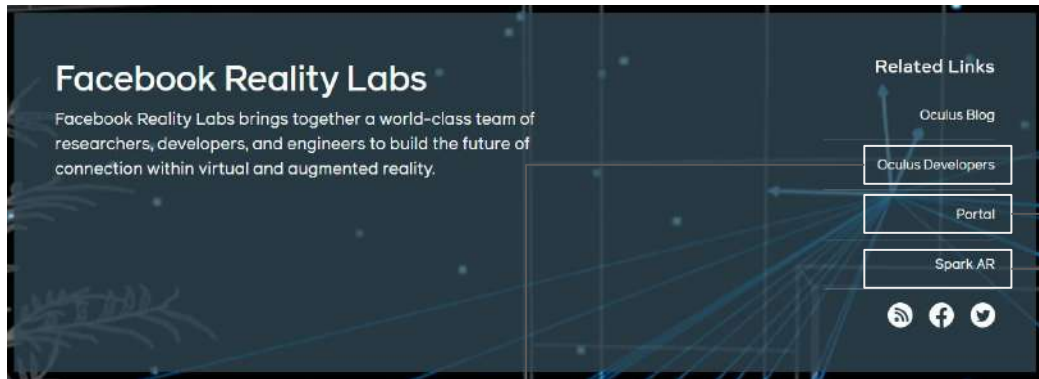 Facebook Reality Labs
Facebook Reality Labs brings together a world-class team of
researchers, developers, and engineers to build the future of
connection within virtual and augmented reality.
Related Links
Oculus Blog
Oculus Developers
Portal
Spark AR